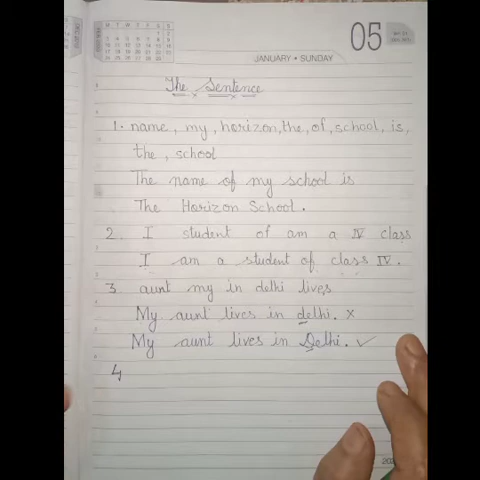 05
JANUARY • SUNDAY
The Sentence
1. name, my, horizon, the, of, school, is,
the, school
The name of my school is
The Horizon School.
2. I student of am a IV class
I am a student of class IV.
3 aunt my in delhi lives
My aunt lives in delhi. ×
My aunt lives in Delhi. ✓
4